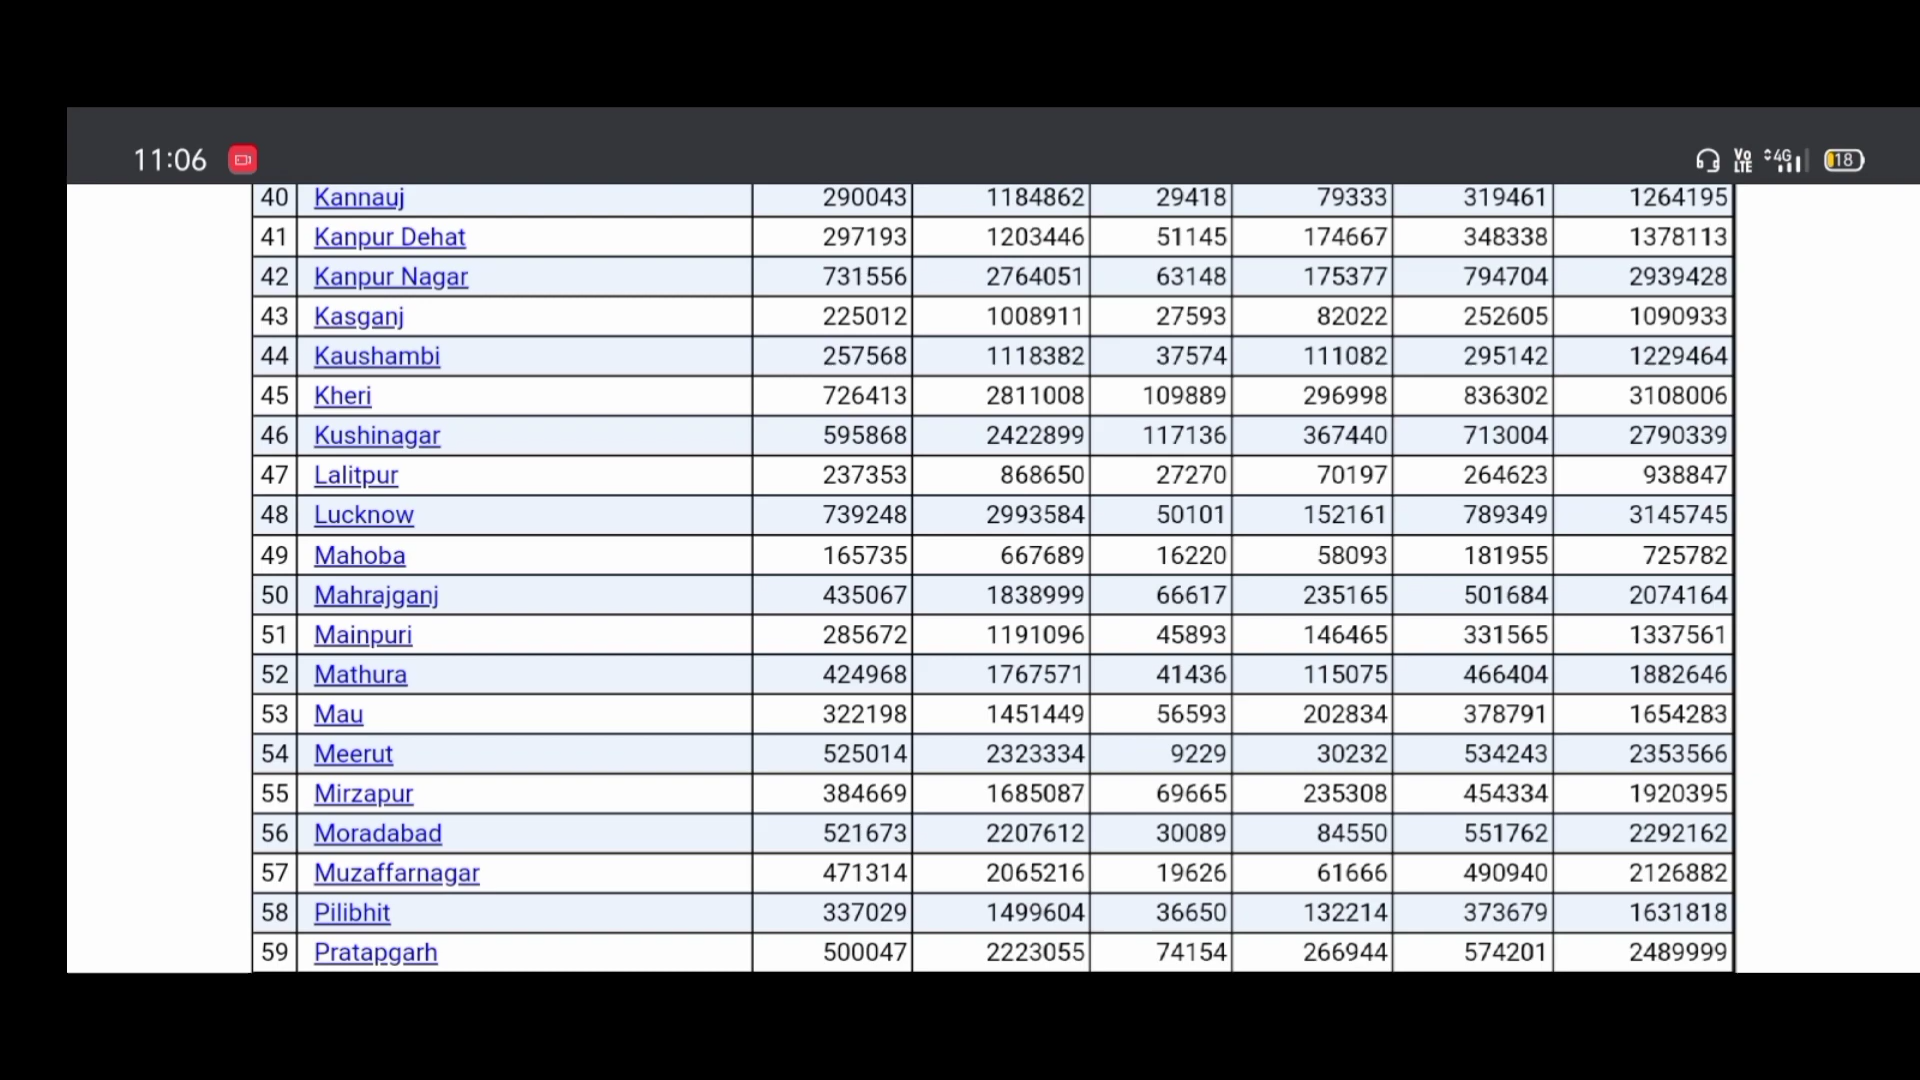 11:06 Vo LTE 4G 18
40 Kannauj 290043 1184862 29418 79333 319461 1264195
41 Kanpur Dehat 297193 1203446 51145 174667 348338 1378113
42 Kanpur Nagar 731556 2764051 63148 175377 794704 2939428
43 Kasganj 225012 1008911 27593 82022 252605 1090933
44 Kaushambi 257568 1118382 37574 111082 295142 1229464
45 Kheri 726413 2811008 109889 296998 836302 3108006
46 Kushinagar 595868 2422899 117136 367440 713004 2790339
47 Lalitpur 237353 868650 27270 70197 264623 938847
48 Lucknow 739248 2993584 50101 152161 789349 3145745
49 Mahoba 165735 667689 16220 58093 181955 725782
50 Mahrajganj 435067 1838999 66617 235165 501684 2074164
51 Mainpuri 285672 1191096 45893 146465 331565 1337561
52 Mathura 424968 1767571 41436 115075 466404 1882646
53 Mau 322198 1451449 56593 202834 378791 1654283
54 Meerut 525014 2323334 9229 30232 534243 2353566
55 Mirzapur 384669 1685087 69665 235308 454334 1920395
56 Moradabad 521673 2207612 30089 84550 551762 2292162
57 Muzaffarnagar 471314 2065216 19626 61666 490940 2126882
58 Pilibhit 337029 1499604 36650 132214 373679 1631818
59 Pratapgarh 500047 2223055 74154 266944 574201 2489999